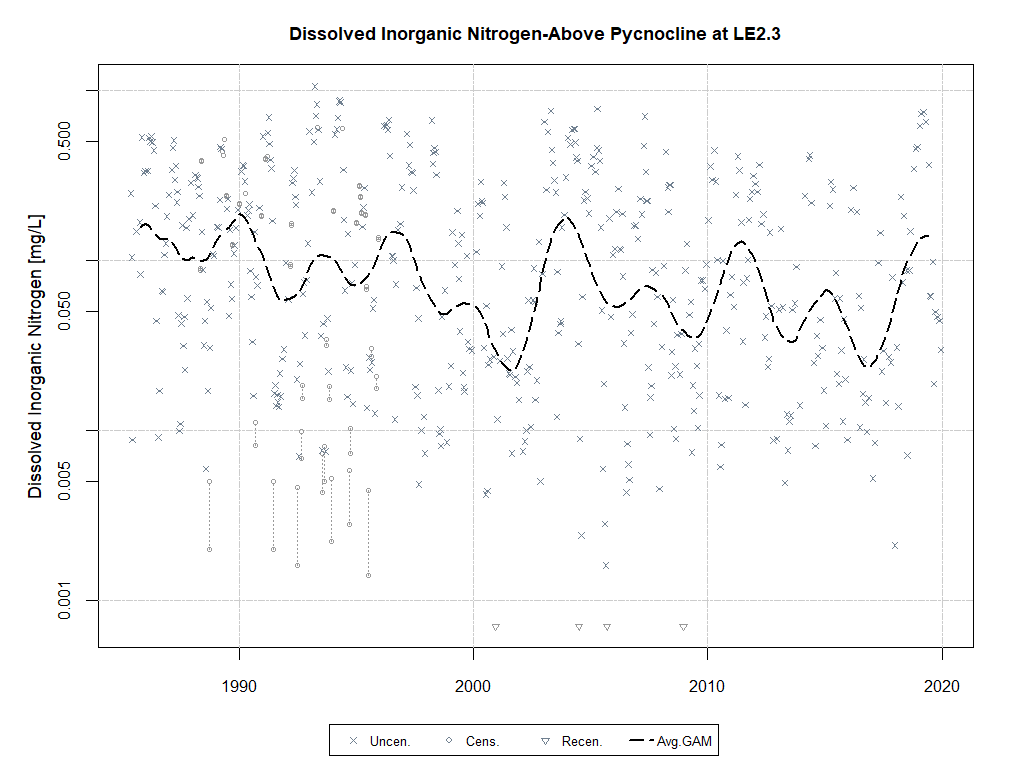 Dissolved Inorganic Nitrogen-Above Pycnocline at LE2.3
Dissolved Inorganic Nitrogen [mg/L]
0.500
0.050
0.005
0.001
1990 2000 2010 2020
Uncen. Cens. Recen. Avg.GAM